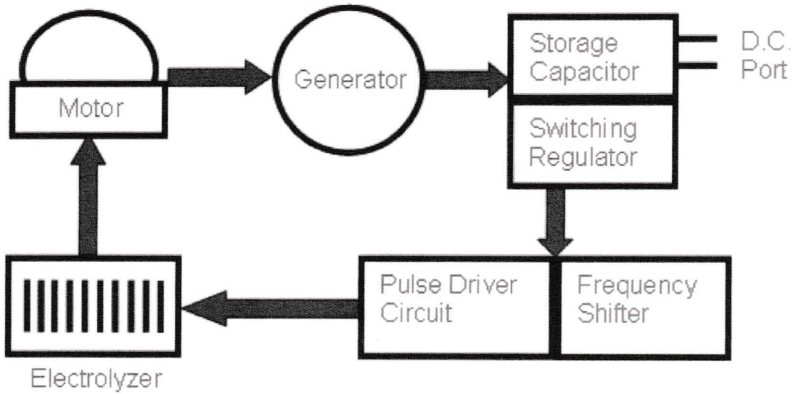 Motor
Generator
Storage
Capacitor
D.C.
Port
Switching
Regulator
Pulse Driver
Circuit
Frequency
Shifter
Electrolyzer